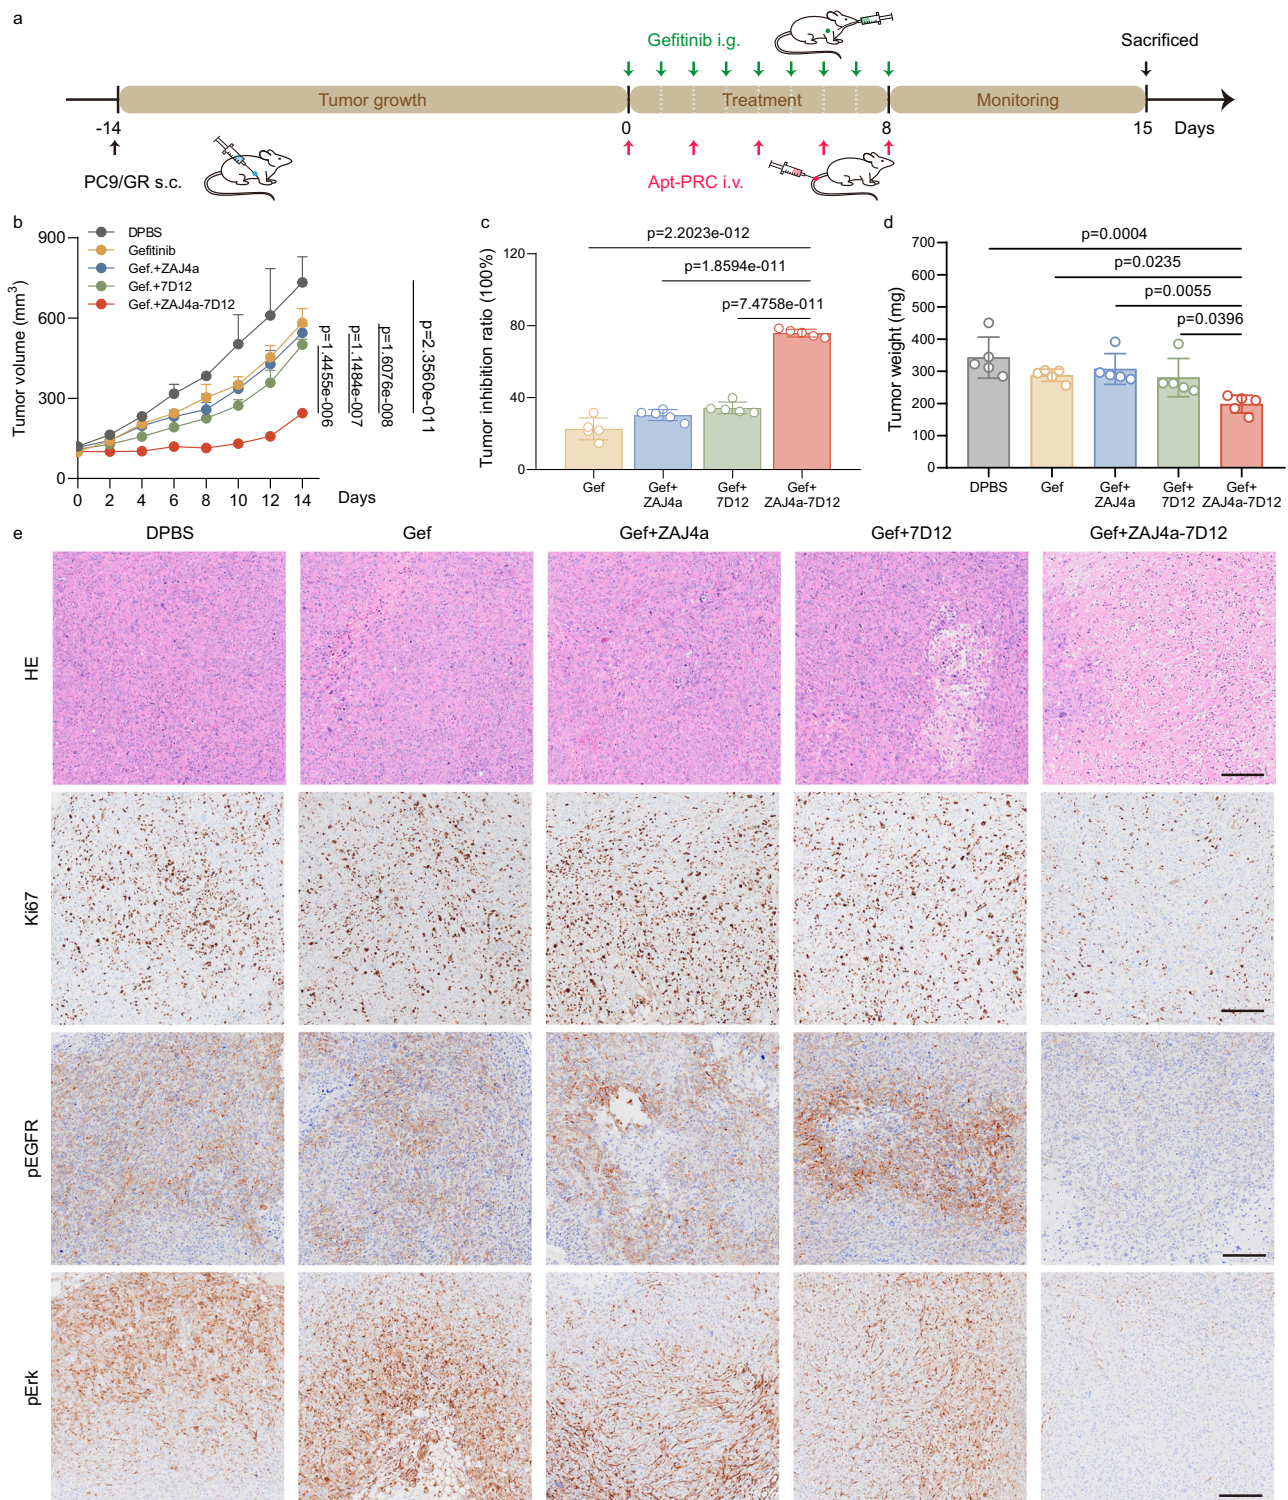 a
Gefitinib i.g.
Sacrificed
Tumor growth
Treatment
Monitoring
-14
0
8
15
Days
PC9/GR s.c.
Apt-PRC i.v.
b
DPBS
Gefitinib
Gef.+ZAJ4a
Gef.+7D12
Gef.+ZAJ4a-7D12
Tumor volume (mm³)
900
600
300
0
0 2 4 6 8 10 12 14
Days
p=1.4455e-006
p=1.1484e-007
p=1.6076e-008
p=2.3560e-011
c
Tumor inhibition ratio (100%)
120
80
40
0
p=2.2023e-012
p=1.8594e-011
p=7.4758e-011
Gef
Gef+
ZAJ4a
Gef+
7D12
Gef+
ZAJ4a-7D12
d
Tumor weight (mg)
700
600
500
400
300
200
100
0
p=0.0004
p=0.0235
p=0.0055
p=0.0396
DPBS
Gef
Gef+
ZAJ4a
Gef+
7D12
Gef+
ZAJ4a-7D12
e
DPBS
Gef
Gef+ZAJ4a
Gef+7D12
Gef+ZAJ4a-7D12
HE
Ki67
pEGFR
pErk